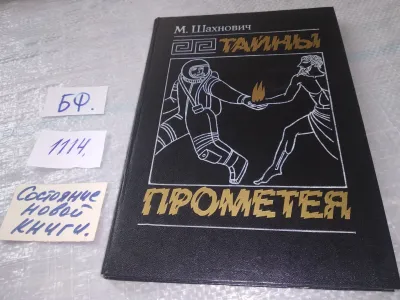 М. Шахнович
ТАЙНЫ
ПРОМЕТЕЯ
БФ.
1114,
Состояние
новой
книги.